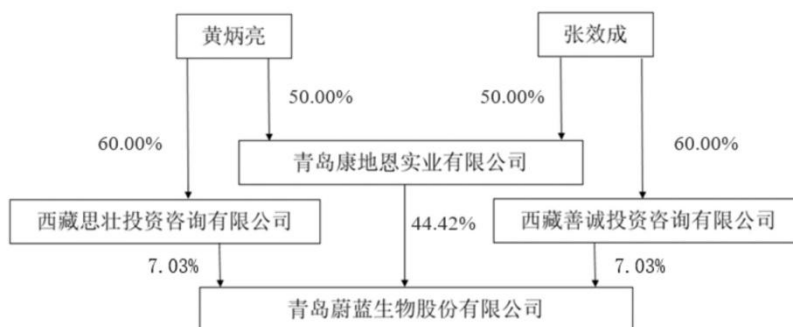 黄炳亮
张效成
50.00%
50.00%
60.00%
60.00%
青岛康地恩实业有限公司
西藏思壮投资咨询有限公司
44.42%
西藏善诚投资咨询有限公司
7.03%
7.03%
青岛蔚蓝生物股份有限公司